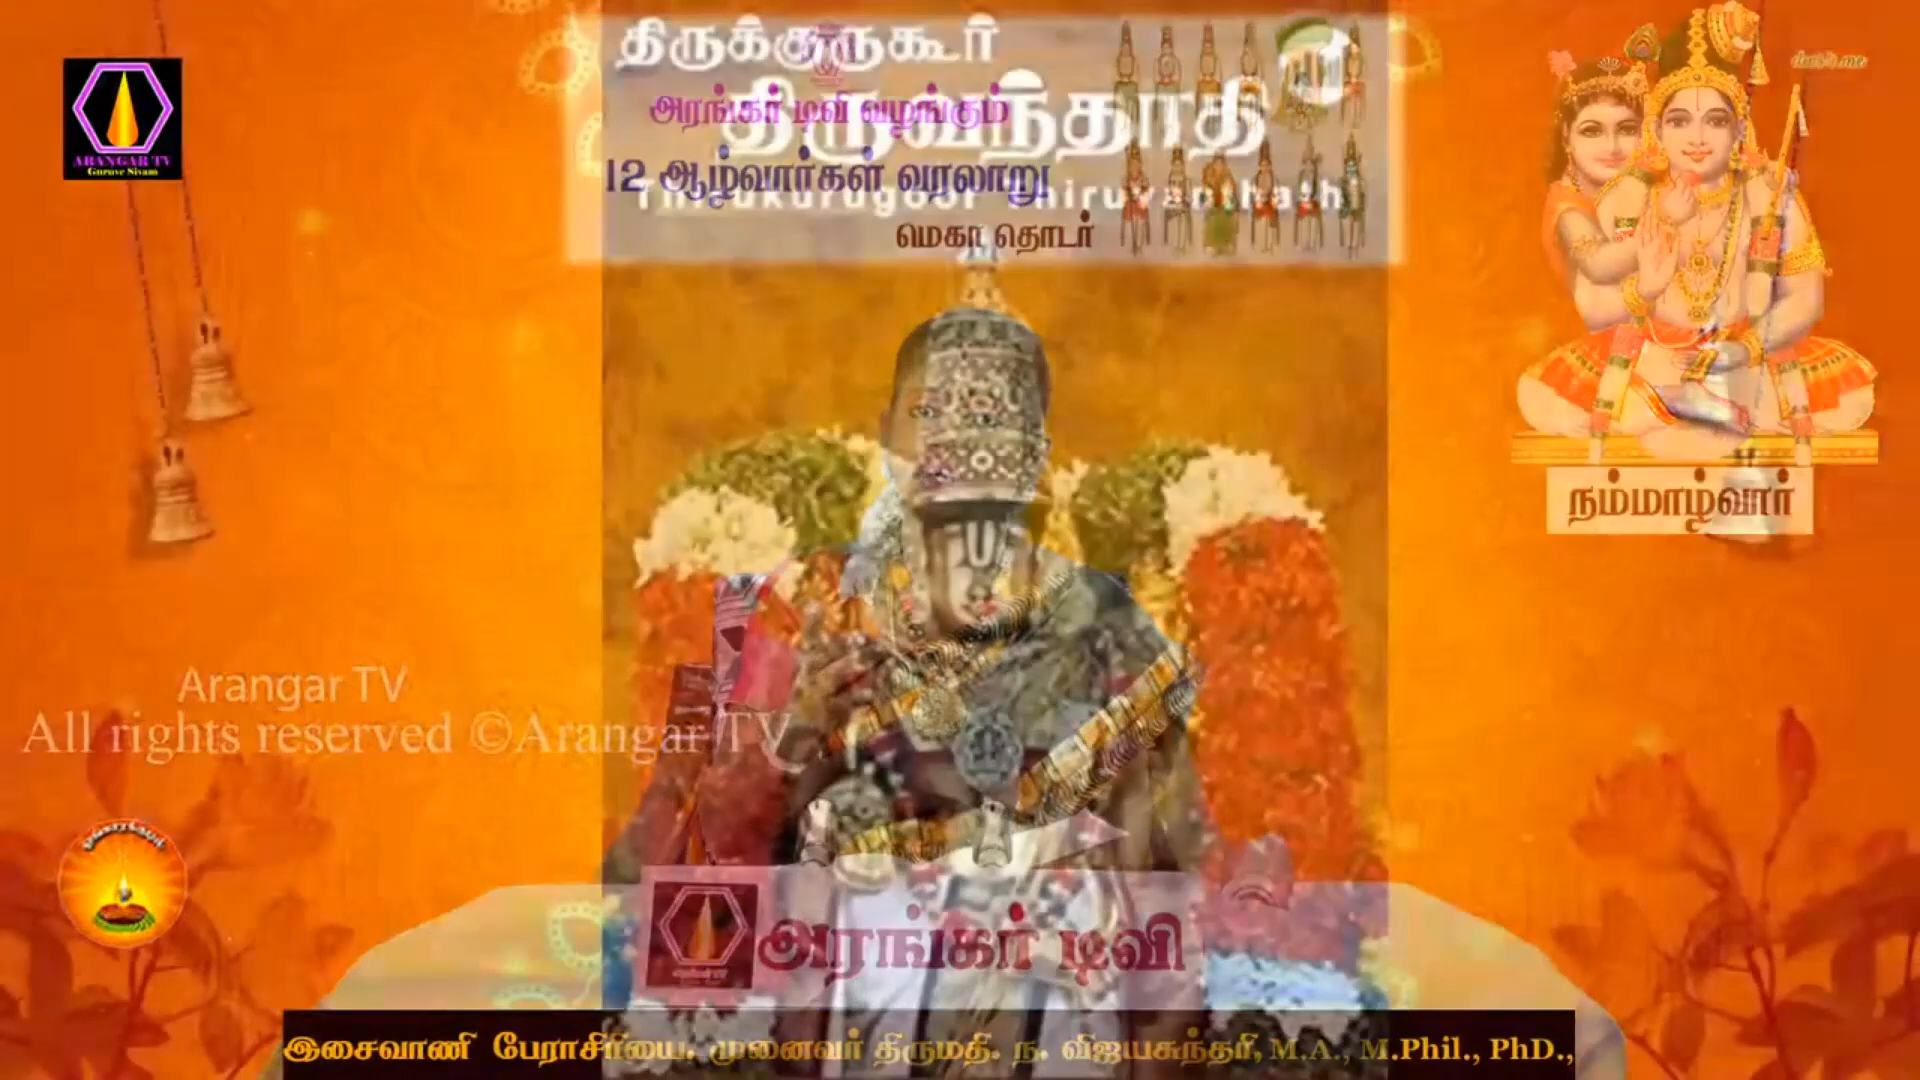 திருக்குருகூர்
அரங்கர் டிவி வழங்கும்
திருவந்தாதி
12 ஆழ்வார்கள் வரலாறு
Thirukurugoor Thiruvanthathi
மெகா தொடர்
ARANGAR TV
Guruve Sivam
நம்மாழ்வார்
Arangar TV
All rights reserved ©Arangar TV
அரங்கர் டிவி
இசைவாணி பேராசிரியை. முனைவர் திருமதி. ந. விஜயசுந்தரி, M.A., M.Phil., PhD.,